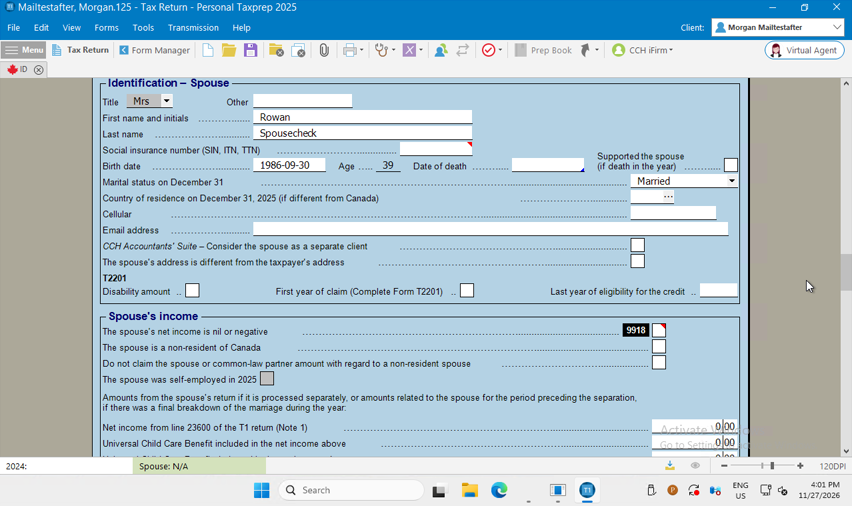 Mailtestafter, Morgan.125 - Tax Return - Personal Taxprep 2025
File Edit View Forms Tools Transmission Help
Client: Morgan Mailtestafter
Menu Tax Return Form Manager Prep Book CCH iFirm Virtual Agent
ID
Identification – Spouse
Title Mrs Other
First name and initials Rowan
Last name Spousecheck
Social insurance number (SIN, ITN, TTN)
Birth date 1986-09-30 Age 39 Date of death Supported the spouse (if death in the year)
Marital status on December 31 Married
Country of residence on December 31, 2025 (if different from Canada) ...
Cellular
Email address
CCH Accountants' Suite – Consider the spouse as a separate client
The spouse's address is different from the taxpayer's address
T2201
Disability amount First year of claim (Complete Form T2201) Last year of eligibility for the credit
Spouse's income
The spouse's net income is nil or negative 9918
The spouse is a non-resident of Canada
Do not claim the spouse or common-law partner amount with regard to a non-resident spouse
The spouse was self-employed in 2025
Amounts from the spouse's return if it is processed separately, or amounts related to the spouse for the period preceding the separation,
if there was a final breakdown of the marriage during the year:
Net income from line 23600 of the T1 return (Note 1) 0 00
Universal Child Care Benefit included in the net income above 0 00
2024: Spouse: N/A 120DPI
Search ENG US 4:01 PM 11/27/2026